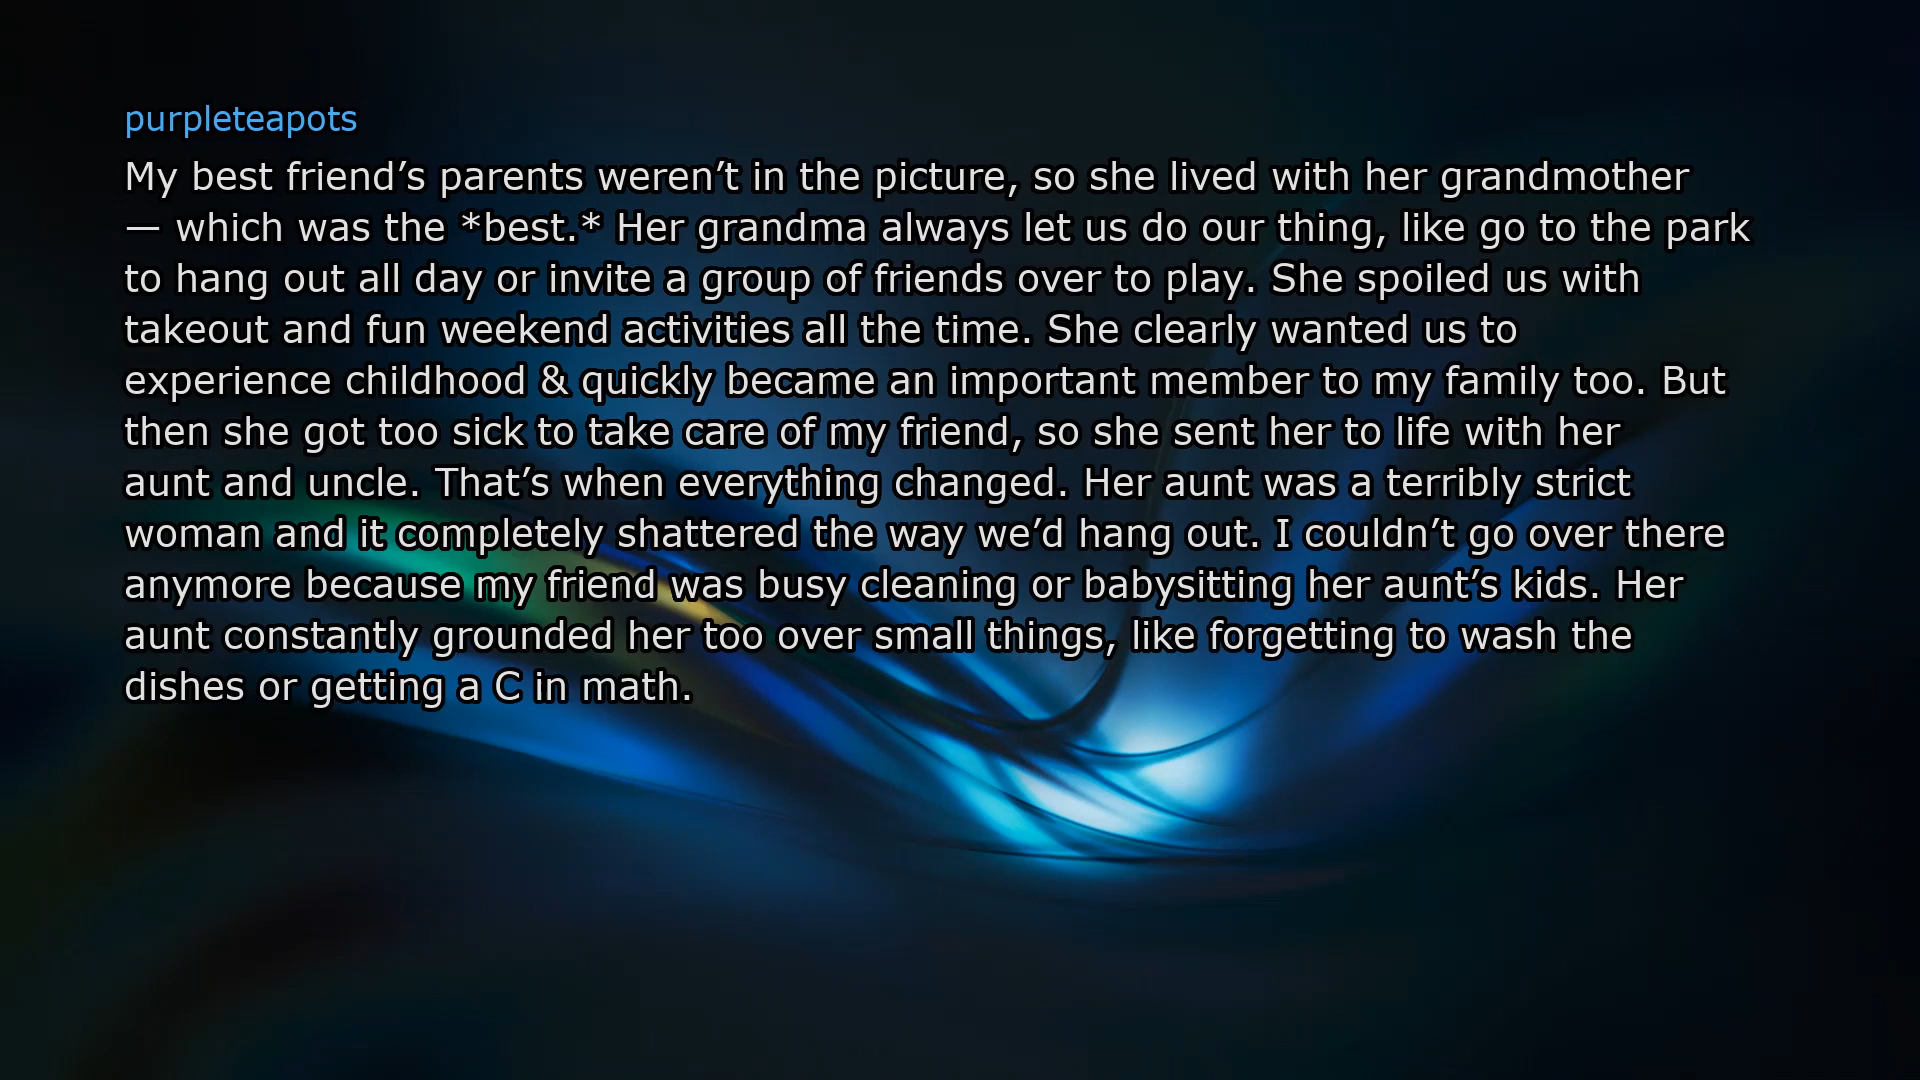 purpleteapots
My best friend’s parents weren’t in the picture, so she lived with her grandmother
— which was the *best.* Her grandma always let us do our thing, like go to the park
to hang out all day or invite a group of friends over to play. She spoiled us with
takeout and fun weekend activities all the time. She clearly wanted us to
experience childhood & quickly became an important member to my family too. But
then she got too sick to take care of my friend, so she sent her to life with her
aunt and uncle. That’s when everything changed. Her aunt was a terribly strict
woman and it completely shattered the way we’d hang out. I couldn’t go over there
anymore because my friend was busy cleaning or babysitting her aunt’s kids. Her
aunt constantly grounded her too over small things, like forgetting to wash the
dishes or getting a C in math.